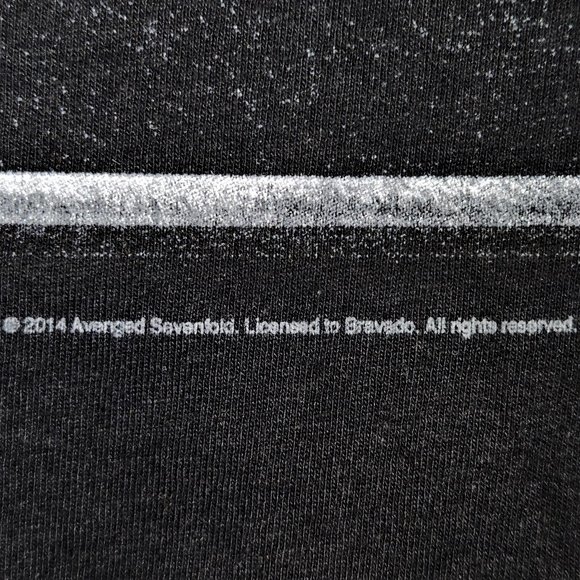 © 2014 Avenged Sevenfold. Licensed to Bravado. All rights reserved.